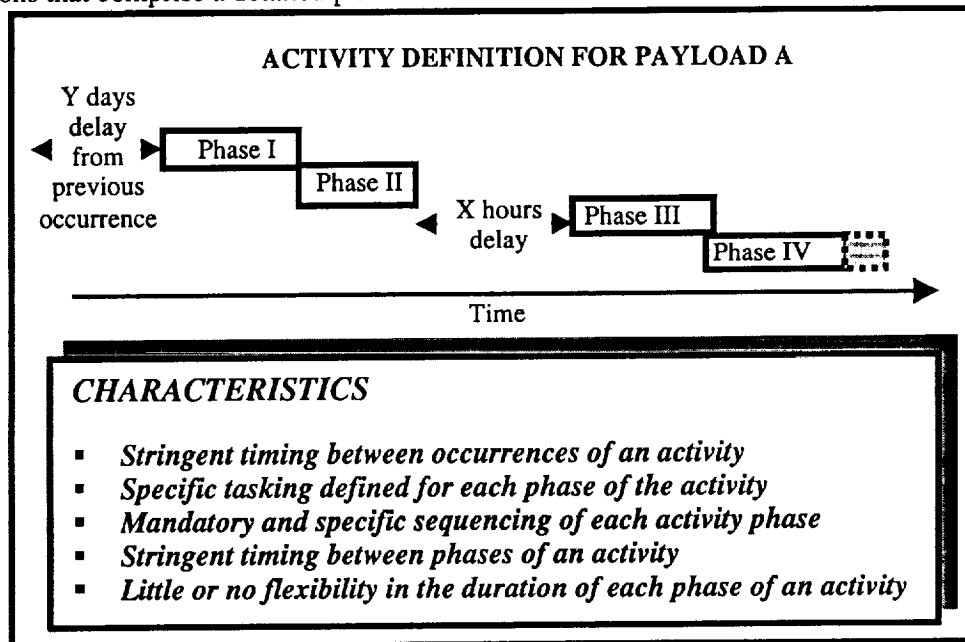 ACTIVITY DEFINITION FOR PAYLOAD A
Y days
delay
from
previous
occurrence
Phase I
Phase II
X hours
delay
Phase III
Phase IV
Time
CHARACTERISTICS
▪ Stringent timing between occurrences of an activity
▪ Specific tasking defined for each phase of the activity
▪ Mandatory and specific sequencing of each activity phase
▪ Stringent timing between phases of an activity
▪ Little or no flexibility in the duration of each phase of an activity